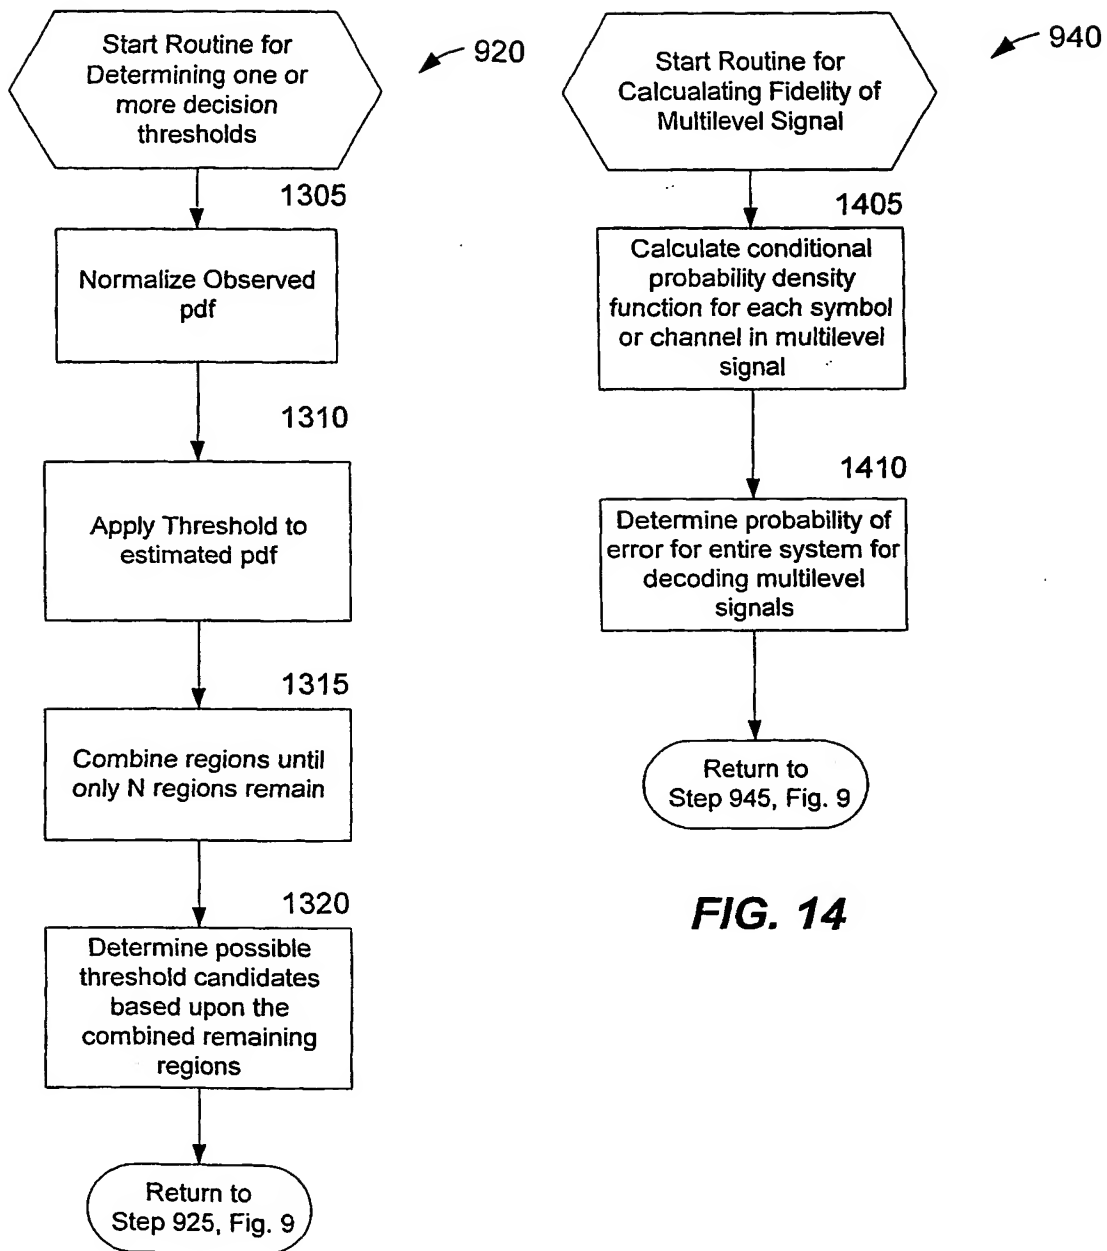 Start Routine for
Determining one or
more decision
thresholds
920
1305
Normalize Observed
pdf
1310
Apply Threshold to
estimated pdf
1315
Combine regions until
only N regions remain
1320
Determine possible
threshold candidates
based upon the
combined remaining
regions
Return to
Step 925, Fig. 9
Start Routine for
Calcualating Fidelity of
Multilevel Signal
940
1405
Calculate conditional
probability density
function for each symbol
or channel in multilevel
signal
1410
Determine probability of
error for entire system for
decoding multilevel
signals
Return to
Step 945, Fig. 9
FIG. 14